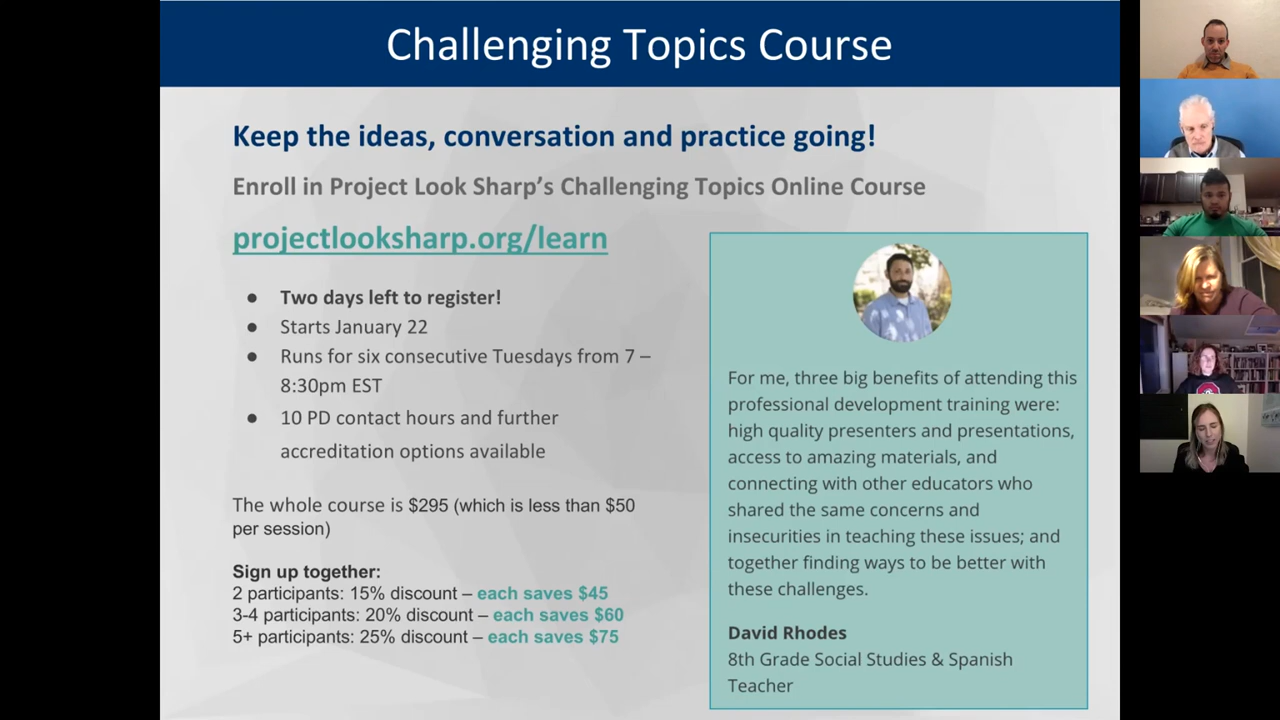 Challenging Topics Course
Keep the ideas, conversation and practice going!
Enroll in Project Look Sharp’s Challenging Topics Online Course
projectlooksharp.org/learn
● Two days left to register!
● Starts January 22
● Runs for six consecutive Tuesdays from 7 –
8:30pm EST
● 10 PD contact hours and further
accreditation options available
The whole course is $295 (which is less than $50
per session)
Sign up together:
2 participants: 15% discount – each saves $45
3-4 participants: 20% discount – each saves $60
5+ participants: 25% discount – each saves $75
For me, three big benefits of attending this
professional development training were:
high quality presenters and presentations,
access to amazing materials, and
connecting with other educators who
shared the same concerns and
insecurities in teaching these issues; and
together finding ways to be better with
these challenges.
David Rhodes
8th Grade Social Studies & Spanish
Teacher